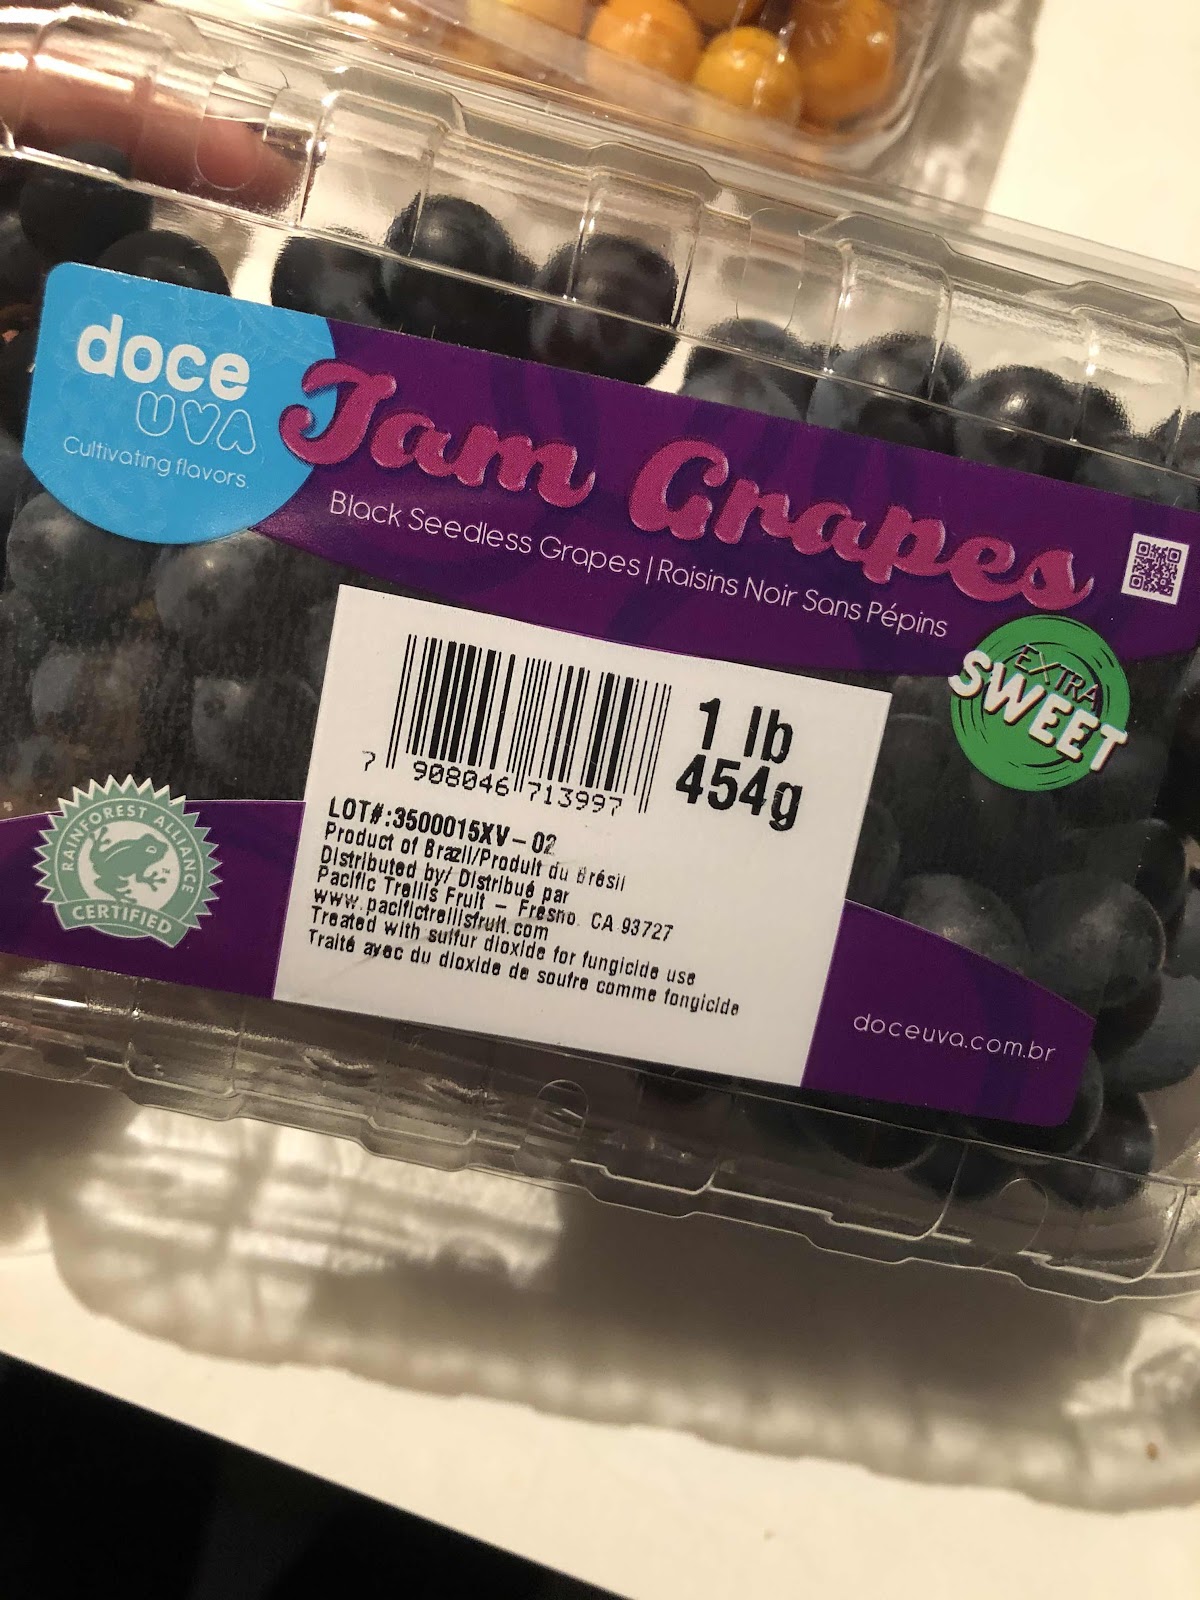 doce
UVA
Cultivating flavors.
Jam Grapes
Black Seedless Grapes | Raisins Noir Sans Pépins
EXTRA
SWEET
1 lb
454g
7 908046 713997
LOT#:3500015XV-02
Product of Brazil/Produit du Brésil
Distributed by/ Distribué par
Pacific Trellis Fruit - Fresno. CA 93727
www.pacifictrellisfruit.com
Treated with sulfur dioxide for fungicide use
Traité avec du dioxide de soufre comme fongicide
RAINFOREST ALLIANCE
CERTIFIED
doceuva.com.br